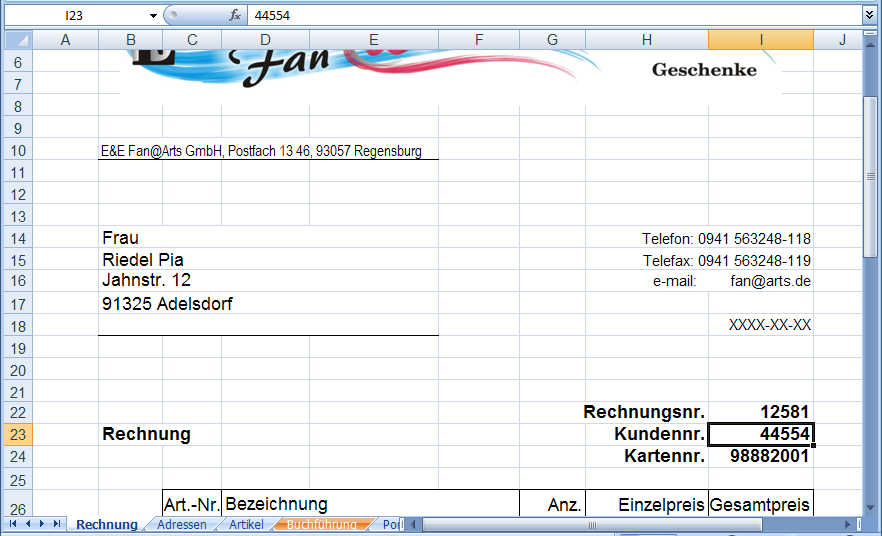 I23 fx 44554
A B C D E F G H I J
6 E Fan
7 Geschenke
8
9
10 E&E Fan@Arts GmbH, Postfach 13 46, 93057 Regensburg
11
12
13
14 Frau Telefon: 0941 563248-118
15 Riedel Pia Telefax: 0941 563248-119
16 Jahnstr. 12 e-mail: fan@arts.de
17 91325 Adelsdorf
18 XXXX-XX-XX
19
20
21
22 Rechnungsnr. 12581
23 Rechnung Kundennr. 44554
24 Kartennr. 98882001
25
26 Art.-Nr. Bezeichnung Anz. Einzelpreis Gesamtpreis
Rechnung Adressen Artikel Buchführung